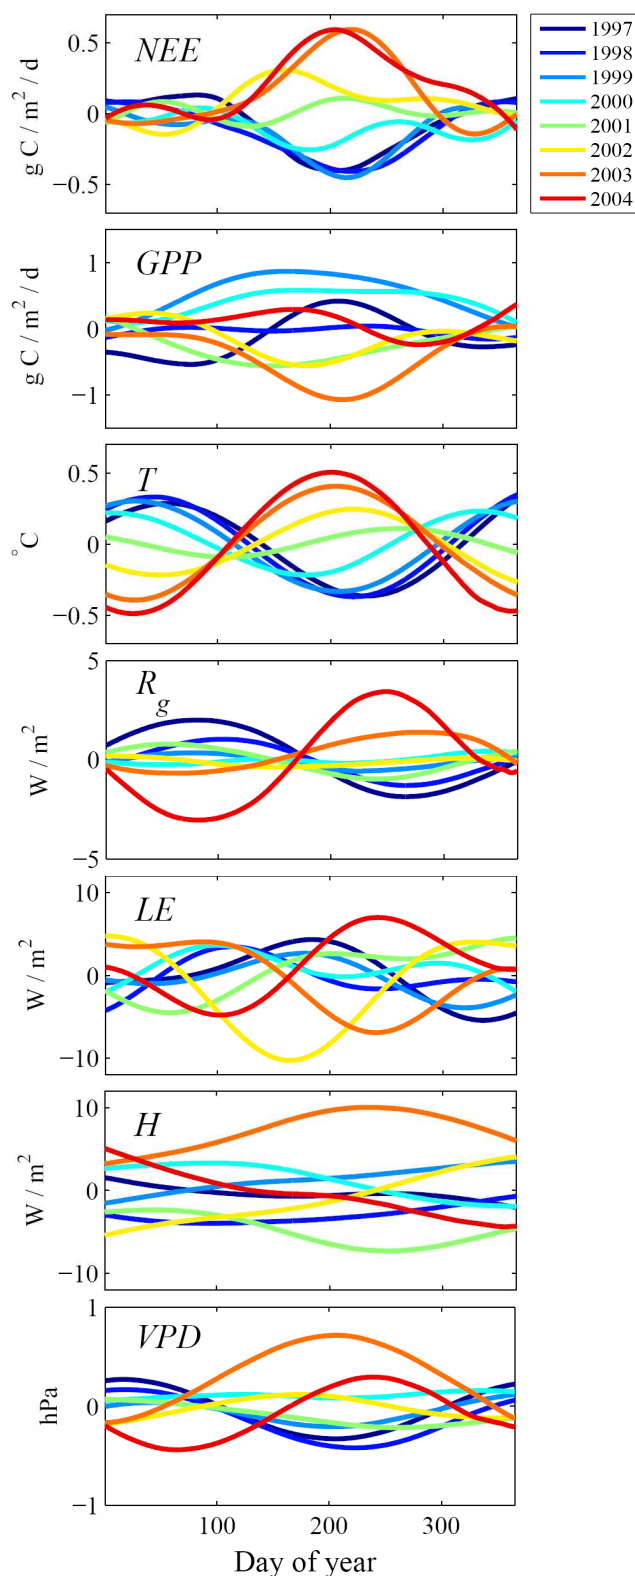 NEE
g C / m² / d
0.5
0
−0.5
1997
1998
1999
2000
2001
2002
2003
2004
GPP
g C / m² / d
1
0
−1
T
°C
0.5
0
−0.5
R_g
W / m²
5
0
−5
LE
W / m²
10
0
−10
H
W / m²
10
0
−10
VPD
hPa
1
0
−1
100 200 300
Day of year